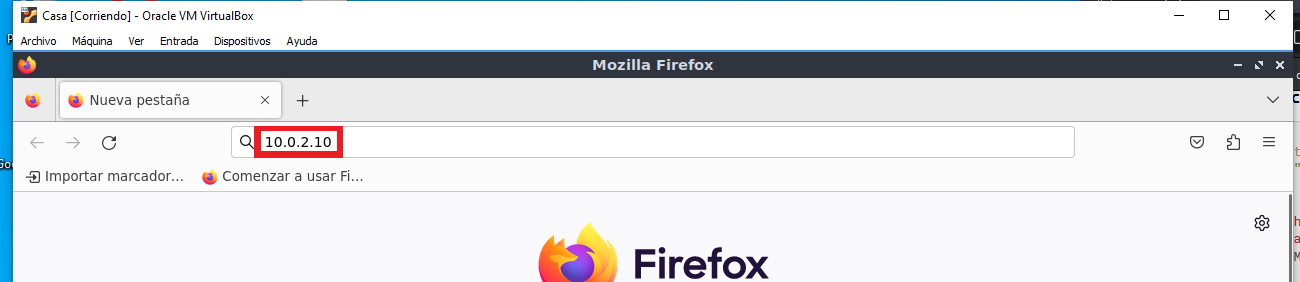 Casa [Corriendo] - Oracle VM VirtualBox
Archivo Máquina Ver Entrada Dispositivos Ayuda
Mozilla Firefox
Nueva pestaña
10.0.2.10
Importar marcador... Comenzar a usar Fi...
Firefox